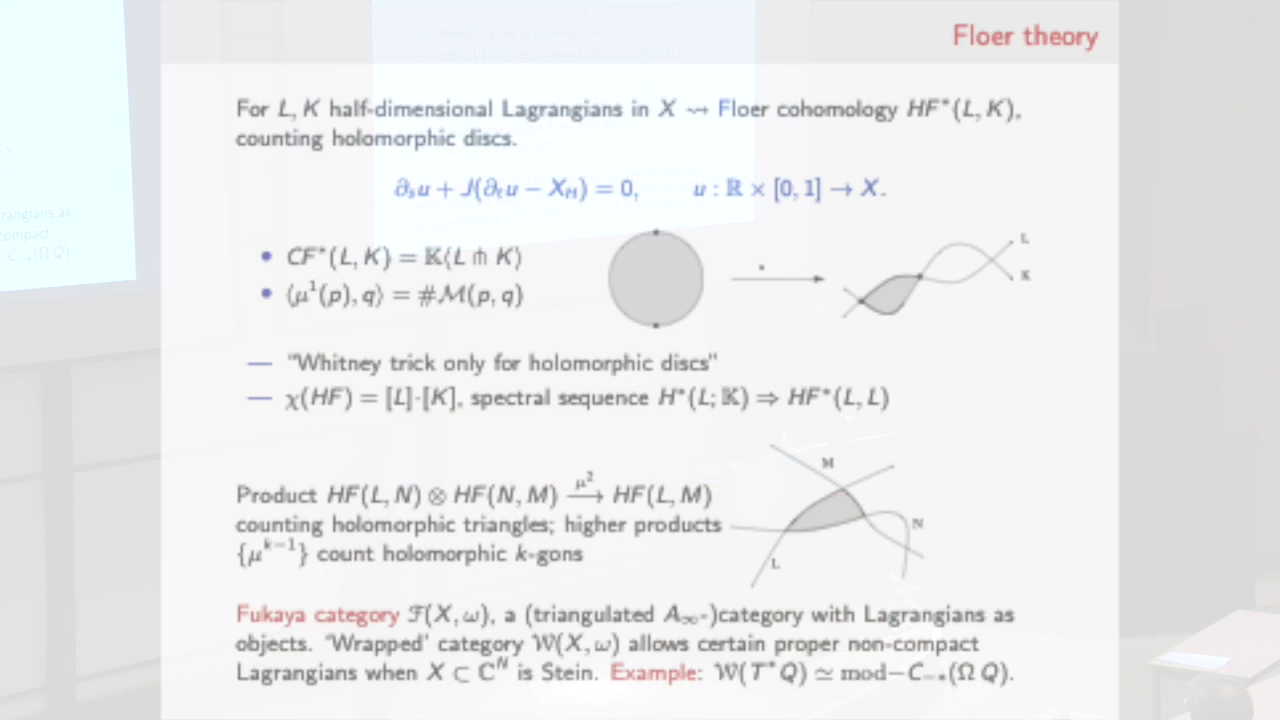 Floer theory
For L, K half-dimensional Lagrangians in X ⇝ Floer cohomology HF*(L, K),
counting holomorphic discs.
∂ₛu + J(∂ₜu − X_H) = 0, u : ℝ × [0, 1] → X.
• CF*(L, K) = 𝕂⟨L ⋔ K⟩
• ⟨μ¹(p), q⟩ = #ℳ(p, q)
L
K
— "Whitney trick only for holomorphic discs"
— χ(HF) = [L]·[K], spectral sequence H*(L; 𝕂) ⇒ HF*(L, L)
M
N
L
Product HF(L, N) ⊗ HF(N, M) —μ²→ HF(L, M)
counting holomorphic triangles; higher products
{μ^{k−1}} count holomorphic k-gons
Fukaya category ℱ(X, ω), a (triangulated A∞-)category with Lagrangians as
objects. 'Wrapped' category 𝒲(X, ω) allows certain proper non-compact
Lagrangians when X ⊂ ℂᴺ is Stein. Example: 𝒲(T*Q) ≃ mod−C₋*(Ω Q).
rangians as
compact
−C₋*(Ω Q)